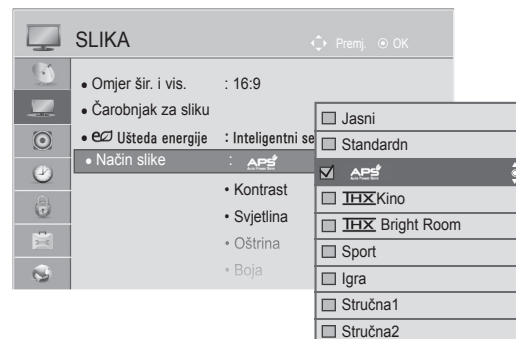 SLIKA
Premj. OK
• Omjer šir. i vis. : 16:9
• Čarobnjak za sliku
• eco Ušteda energije : Inteligentni se
• Način slike : APS
• Kontrast
• Svjetlina
• Oštrina
• Boja
Jasni
Standardn
APS
THX Kino
THX Bright Room
Sport
Igra
Stručna1
Stručna2